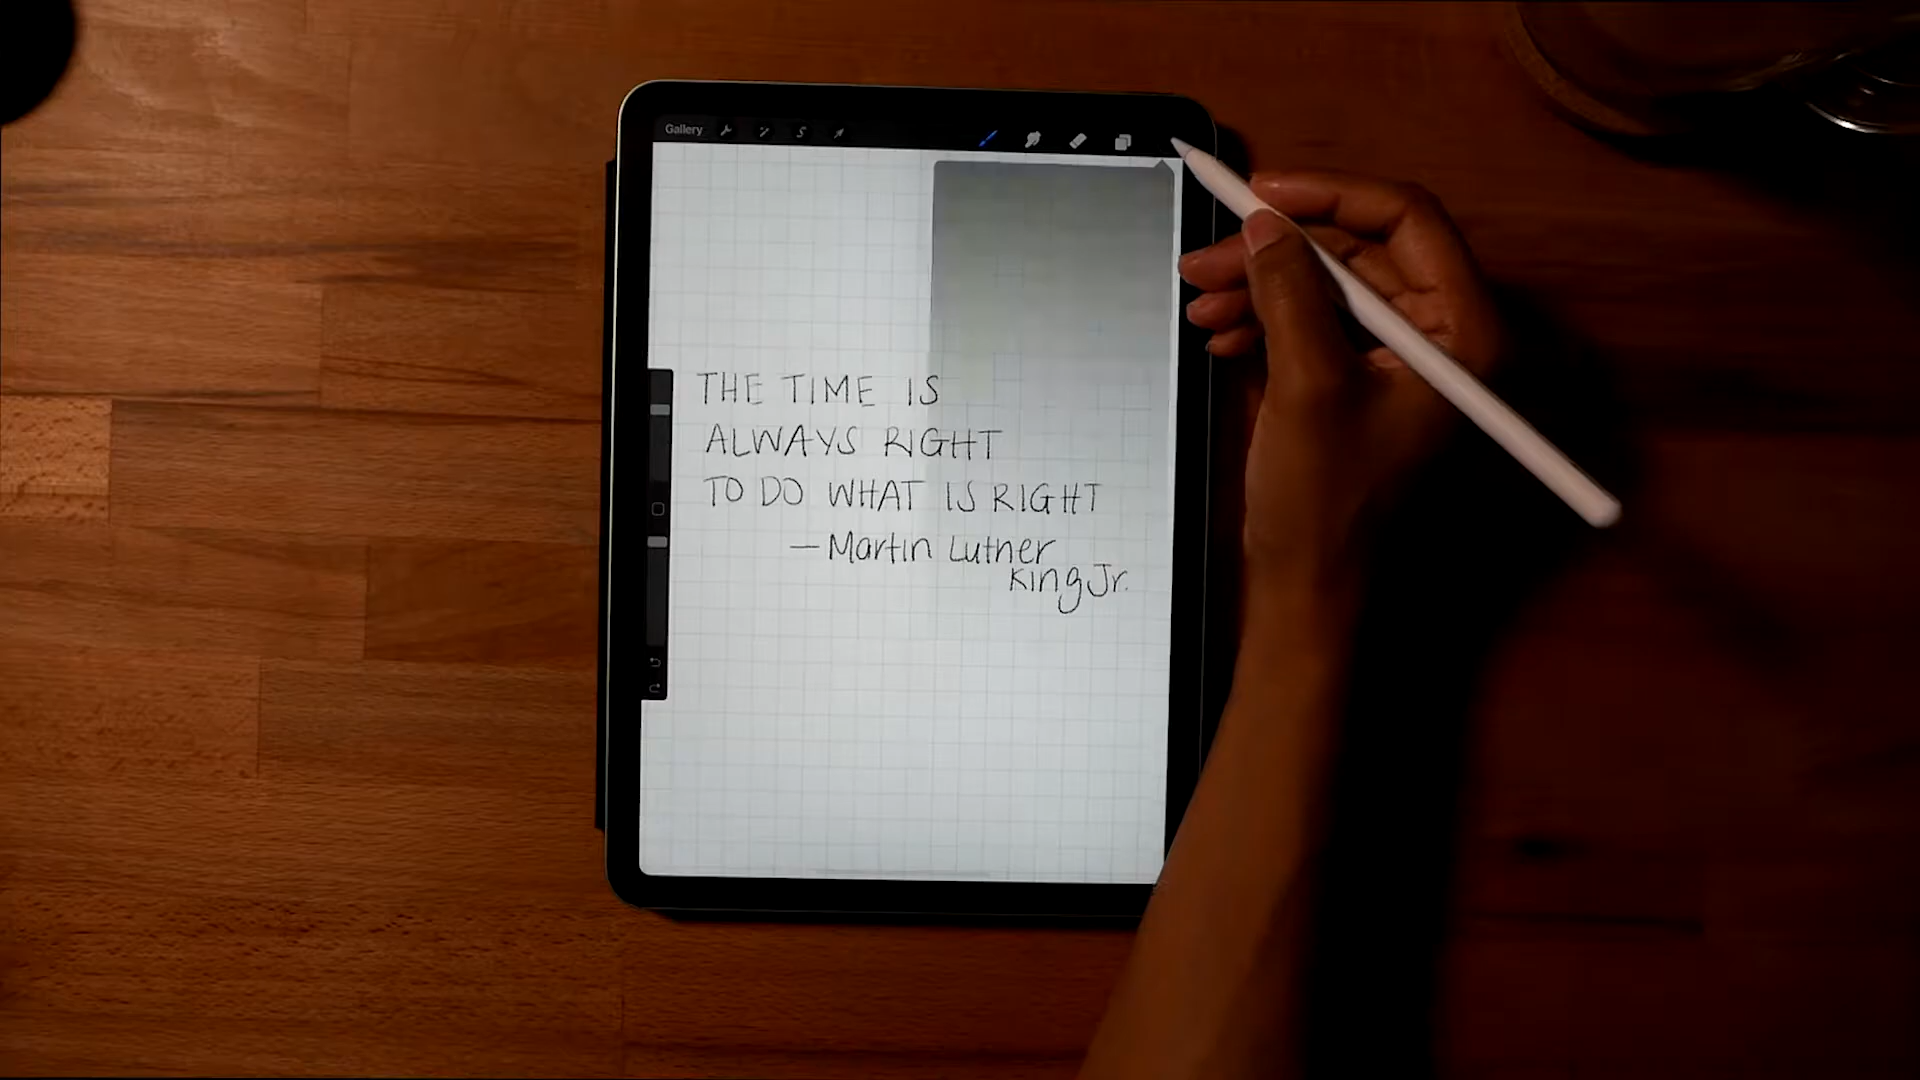 Gallery
THE TIME IS
ALWAYS RIGHT
TO DO WHAT IS RIGHT
— Martin Luther
King Jr.